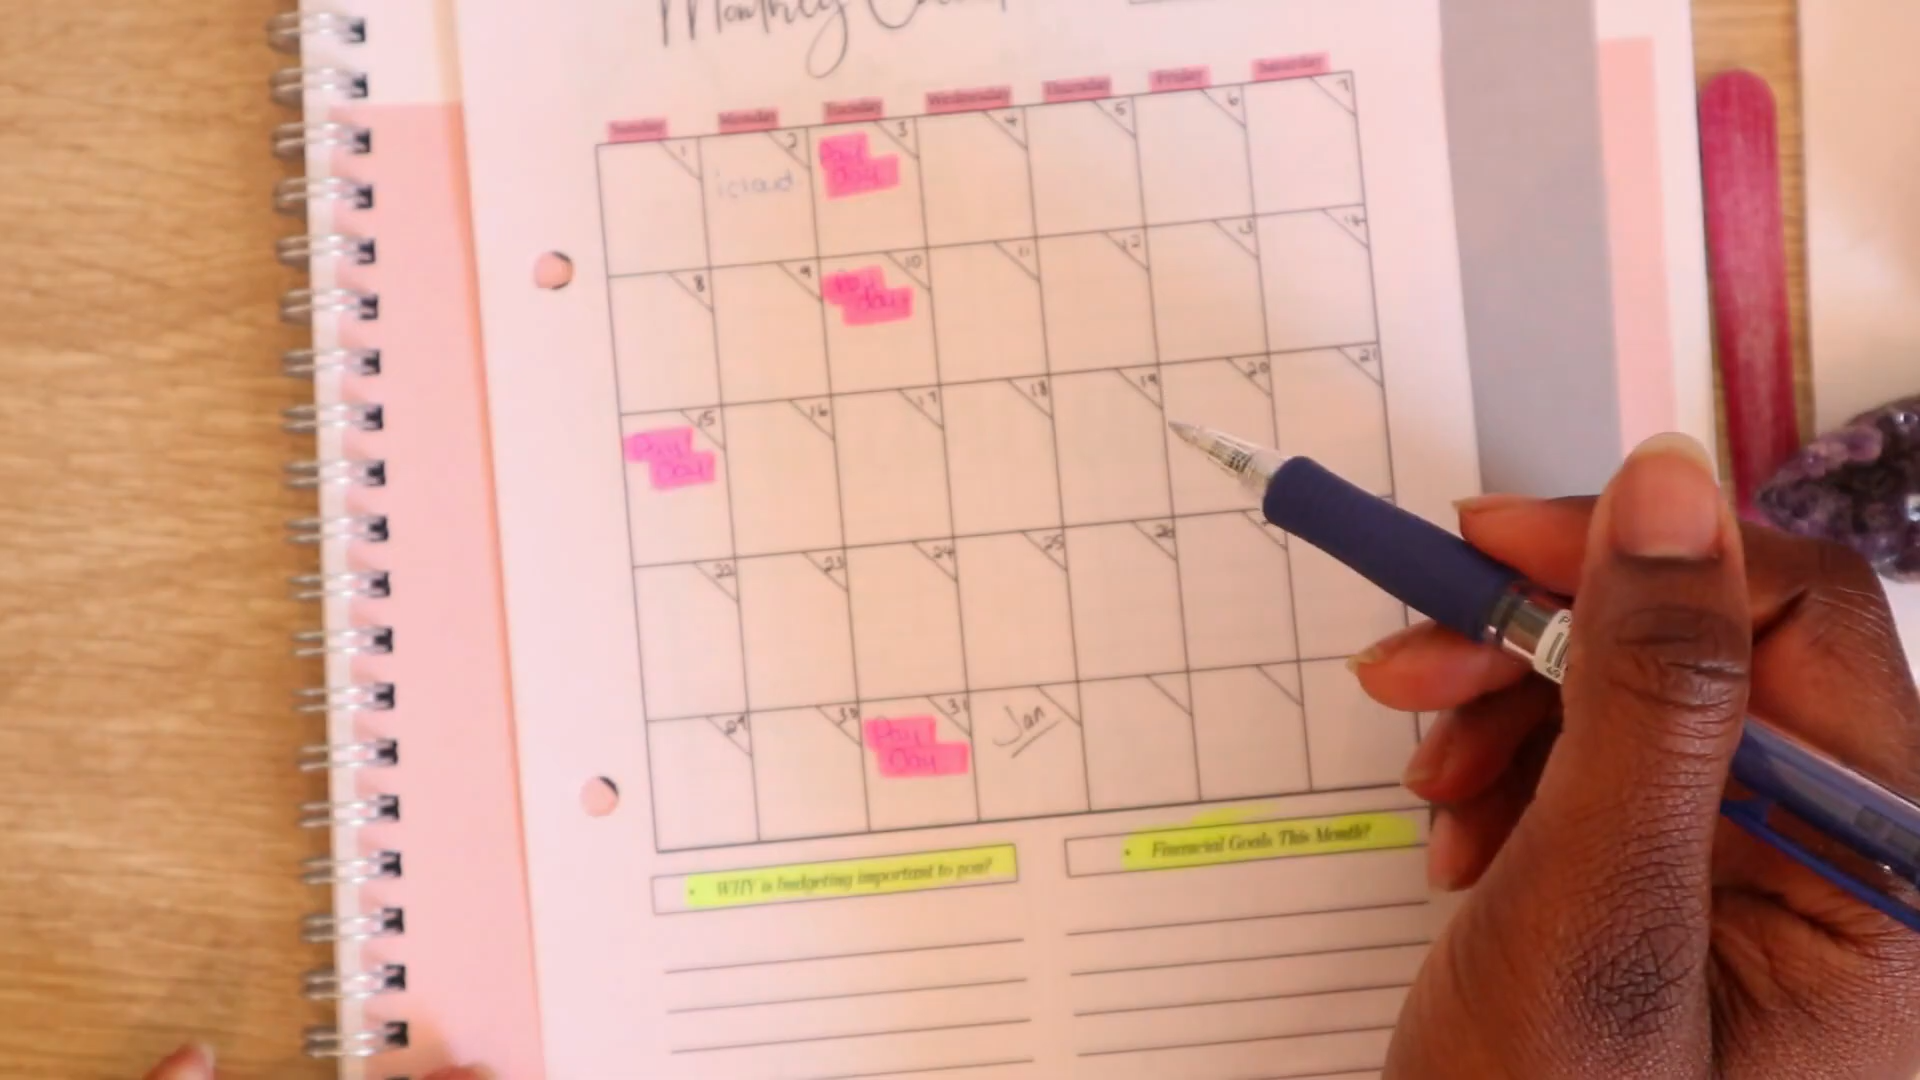 Monthly
Sunday Monday Tuesday Wednesday Thursday Friday Saturday
1 2 3 4 5 6 7
icloud
Pay
Day
8 9 10 11 12 13 14
Pay
day
15 16 17 18 19 20 21
Pay
Day
22 23 24 25 26
29 30 31
Pay
Day
Jan
• WHY is budgeting important to you?
• Financial Goals This Month?